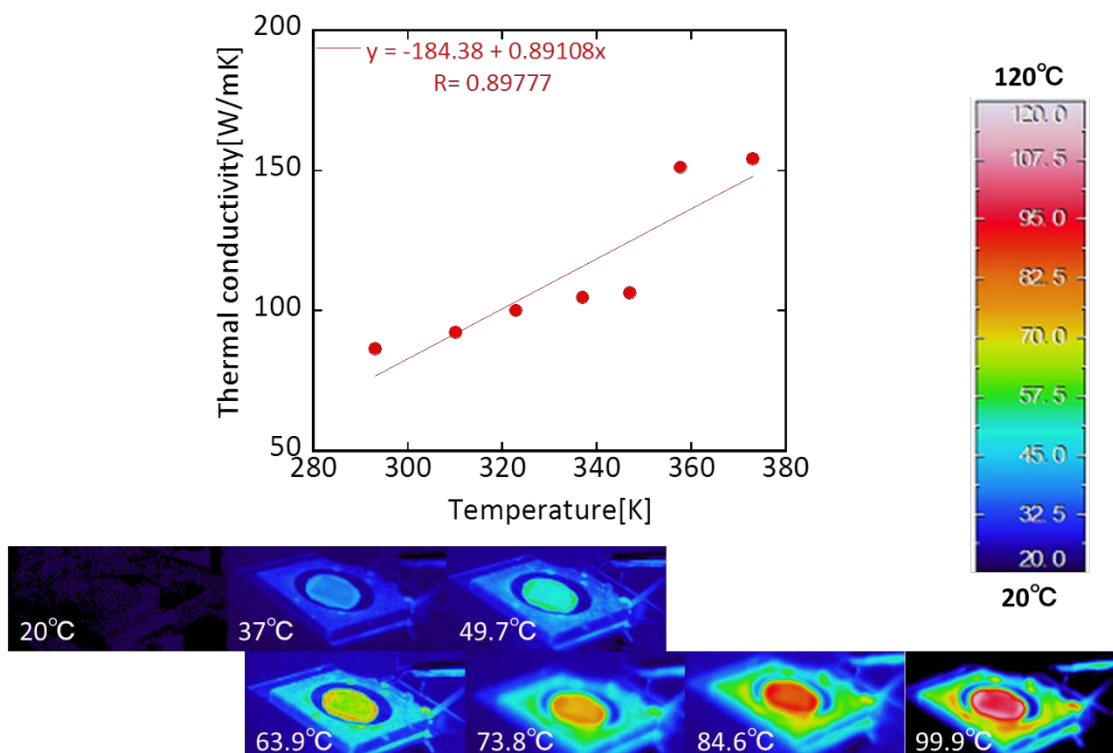 200
150
100
50
y = -184.38 + 0.89108x
R= 0.89777
Thermal conductivity[W/mK]
280 300 320 340 360 380
Temperature[K]
120℃
120.0
107.5
95.0
82.5
70.0
57.5
45.0
32.5
20.0
20℃
20℃ 37℃ 49.7℃
63.9℃ 73.8℃ 84.6℃ 99.9℃